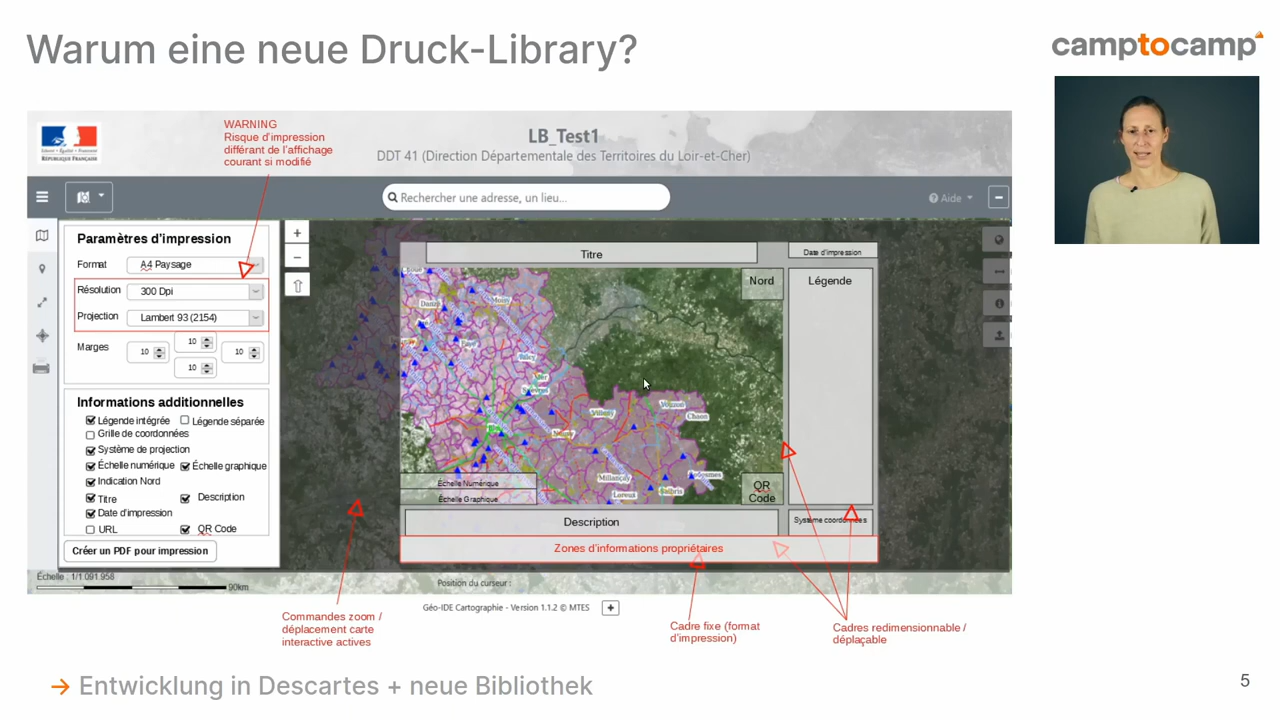 Warum eine neue Druck-Library?
camptocamp
WARNING
Risque d'impression
différant de l'affichage
courant si modifié
RÉPUBLIQUE FRANÇAISE
LB_Test1
DDT 41 (Direction Départementale des Territoires du Loir-et-Cher)
Rechercher une adresse, un lieu...
Aide
Paramètres d'impression
Format
A4 Paysage
Résolution
300 Dpi
Projection
Lambert 93 (2154)
Marges
10
10
10
10
Informations additionnelles
Légende intégrée
Légende séparée
Grille de coordonnées
Système de projection
Échelle numérique
Échelle graphique
Indication Nord
Titre
Description
Date d'impression
URL
QR Code
Créer un PDF pour impression
Titre
Date d'impression
Nord
Légende
Échelle Numérique
Échelle Graphique
QR
Code
Description
Zones d'informations propriétaires
Échelle : 1/1 091 958
90km
Position du curseur :
Géo-IDE Cartographie - Version 1.1.2 © MTES
Commandes zoom /
déplacement carte
interactive actives
Cadre fixe (format
d'impression)
Cadres redimensionnable /
déplaçable
→ Entwicklung in Descartes + neue Bibliothek
5